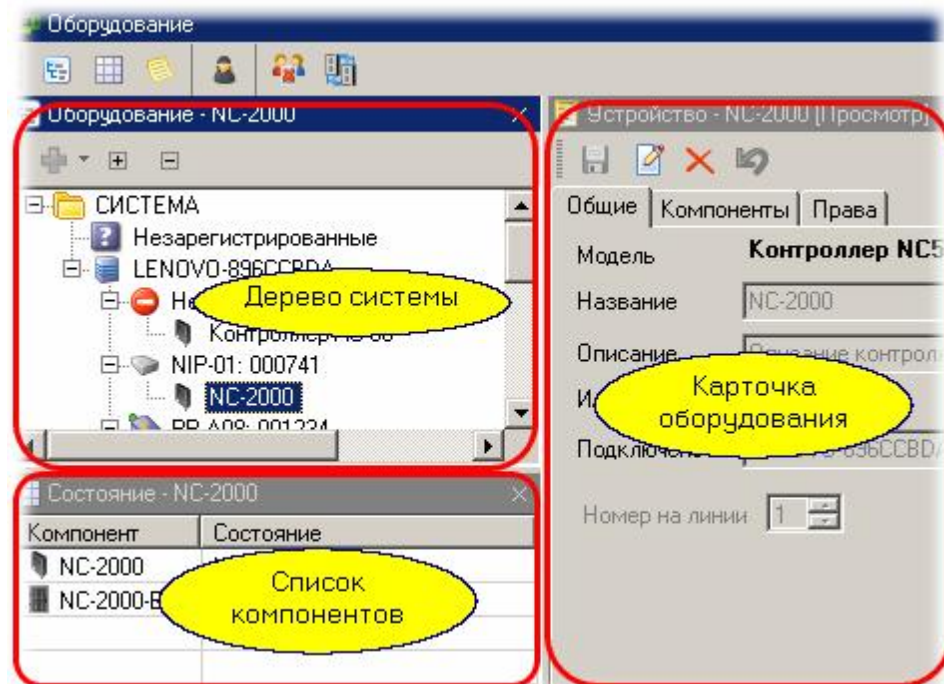 Оборудование
Оборудование - NC-2000
СИСТЕМА
Незарегистрированные
LENOVO-896CCBDA
Дерево системы
NIP-01: 000741
NC-2000
Состояние - NC-2000
Компонент Состояние
NC-2000
Список
компонентов
Устройство - NC-2000 [Просмотр]
Общие Компоненты Права
Модель Контроллер NC5
Название NC-2000
Описание
Карточка
оборудования
Номер на линии 1